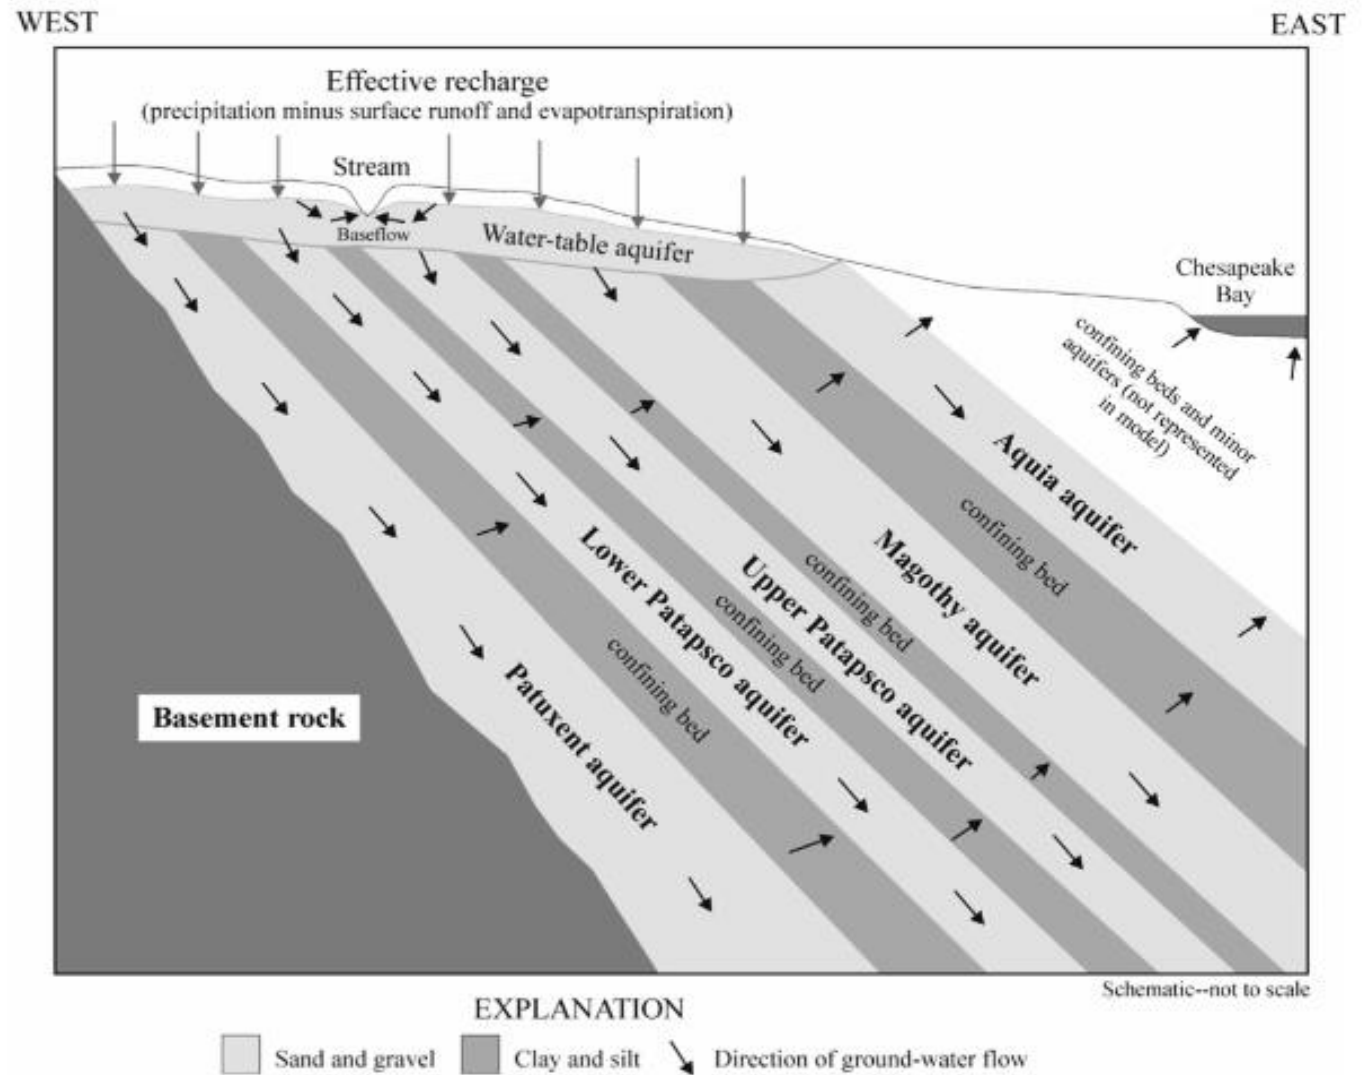 WEST
EAST
Effective recharge
(precipitation minus surface runoff and evapotranspiration)
Stream
Baseflow
Water-table aquifer
Chesapeake
Bay
confining beds and minor
aquifers (not represented
in model)
Aquia aquifer
confining bed
Magothy aquifer
confining bed
Upper Patapsco aquifer
confining bed
Lower Patapsco aquifer
confining bed
Patuxent aquifer
Basement rock
Schematic--not to scale
EXPLANATION
Sand and gravel
Clay and silt
Direction of ground-water flow